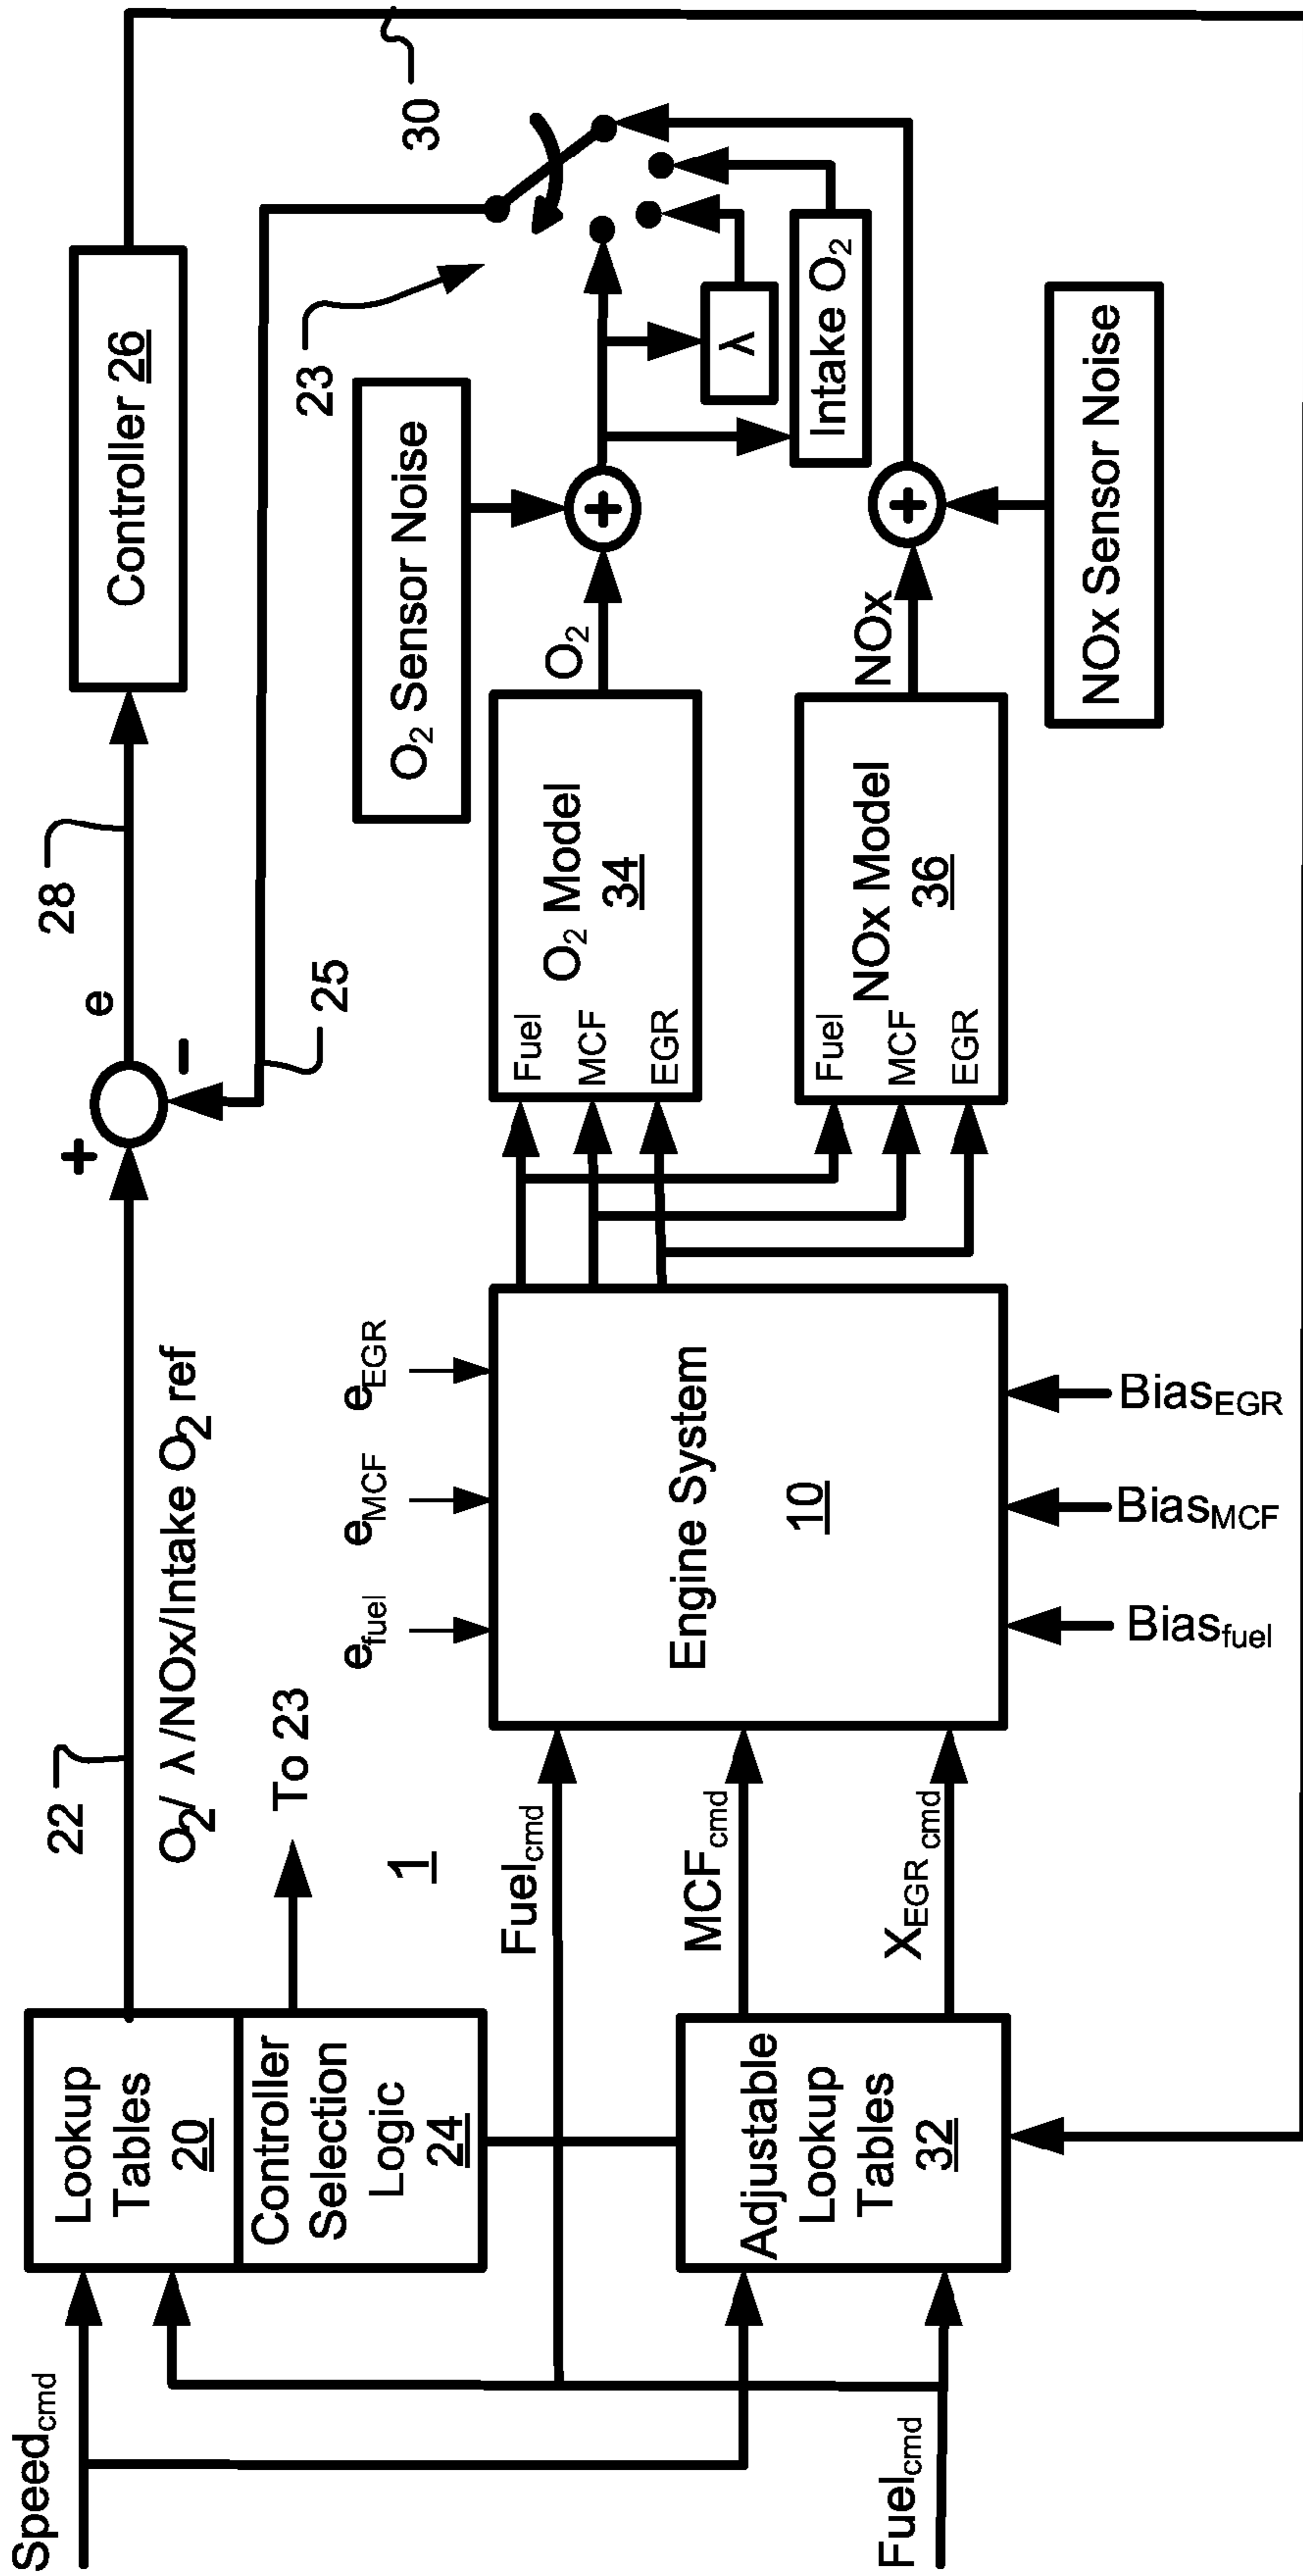 Speedcmd
Fuelcmd
Lookup
Tables
20
Controller
Selection
Logic
24
To 23
22
O2/ λ/NOx/Intake O2 ref
+
-
e
28
25
Controller 26
30
23
1
Adjustable
Lookup
Tables
32
Fuelcmd
MCFcmd
XEGR cmd
efuel
eMCF
eEGR
Engine System
10
Biasfuel
BiasMCF
BiasEGR
Fuel
MCF
EGR
O2 Model
34
O2
Fuel
MCF
EGR
NOx Model
36
NOx
O2 Sensor Noise
+
+
λ
Intake O2
NOx Sensor Noise